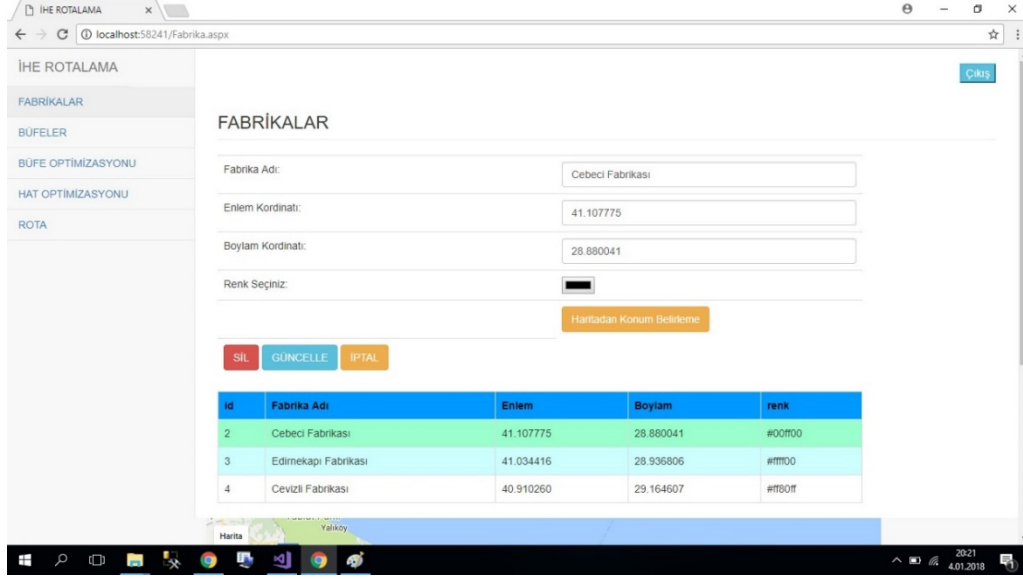 İHE ROTALAMA
localhost:58241/Fabrika.aspx
İHE ROTALAMA
Çıkış
FABRİKALAR
BÜFELER
BÜFE OPTİMİZASYONU
HAT OPTİMİZASYONU
ROTA
FABRİKALAR
Fabrika Adı: Cebeci Fabrikası
Enlem Kordinatı: 41.107775
Boylam Kordinatı: 28.880041
Renk Seçiniz:
Haritadan Konum Belirleme
SİL GÜNCELLE İPTAL
id Fabrika Adı Enlem Boylam renk
2 Cebeci Fabrikası 41.107775 28.880041 #00ff00
3 Edirnekapı Fabrikası 41.034416 28.936806 #ffff00
4 Cevizli Fabrikası 40.910260 29.164607 #ff80ff
Harita
Yalıköy
20:21
4.01.2018